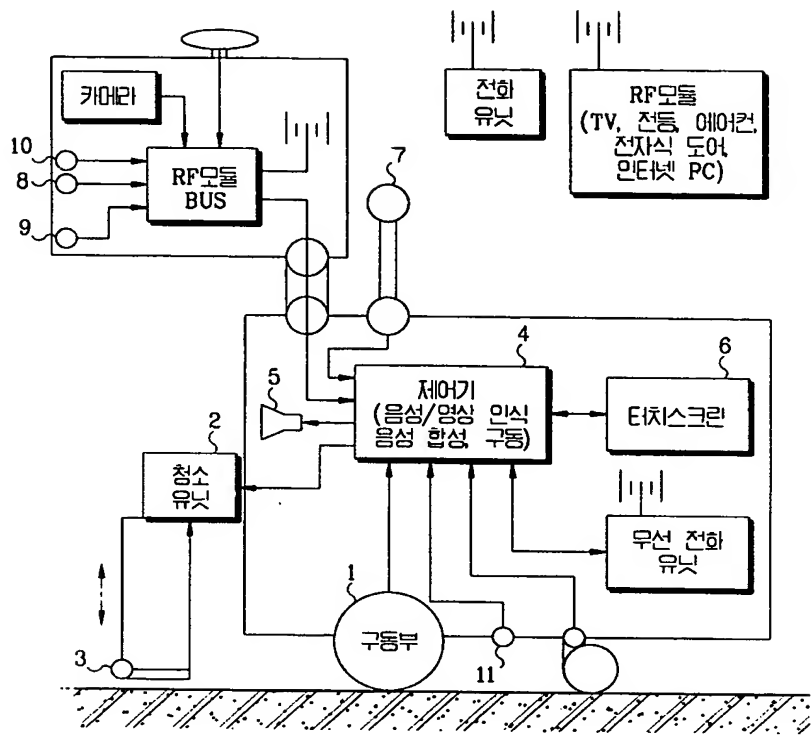 카메라
10
8
9
RF모듈
BUS
전화
유닛
RF모듈
(TV, 전등, 에어컨,
전자식 도어,
인터넷 PC)
7
4
제어기
(음성/영상 인식
음성 합성, 구동)
5
6
터치스크린
2
청소
유닛
무선 전화
유닛
1
구동부
3
11